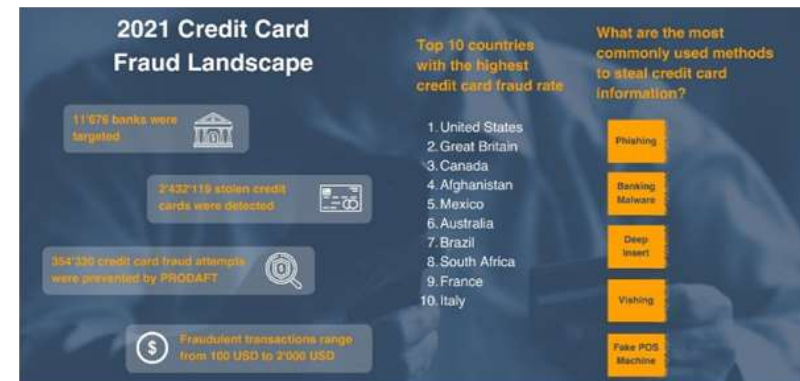 2021 Credit Card
Fraud Landscape
11'676 banks were
targeted
2'432'119 stolen credit
cards were detected
354'330 credit card fraud attempts
were prevented by PRODAFT
Fraudulent transactions range
from 100 USD to 2'000 USD
Top 10 countries
with the highest
credit card fraud rate
1. United States
2. Great Britain
3. Canada
4. Afghanistan
5. Mexico
6. Australia
7. Brazil
8. South Africa
9. France
10. Italy
What are the most
commonly used methods
to steal credit card
information?
Phishing
Banking
Malware
Deep
Insert
Vishing
Fake POS
Machine